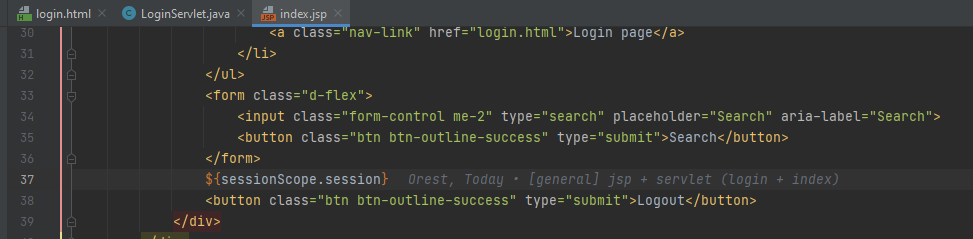 login.html × LoginServlet.java × index.jsp ×
30 <a class="nav-link" href="login.html">Login page</a>
31 </li>
32 </ul>
33 <form class="d-flex">
34 <input class="form-control me-2" type="search" placeholder="Search" aria-label="Search">
35 <button class="btn btn-outline-success" type="submit">Search</button>
36 </form>
37 ${sessionScope.session} Orest, Today • [general] jsp + servlet (login + index)
38 <button class="btn btn-outline-success" type="submit">Logout</button>
39 </div>